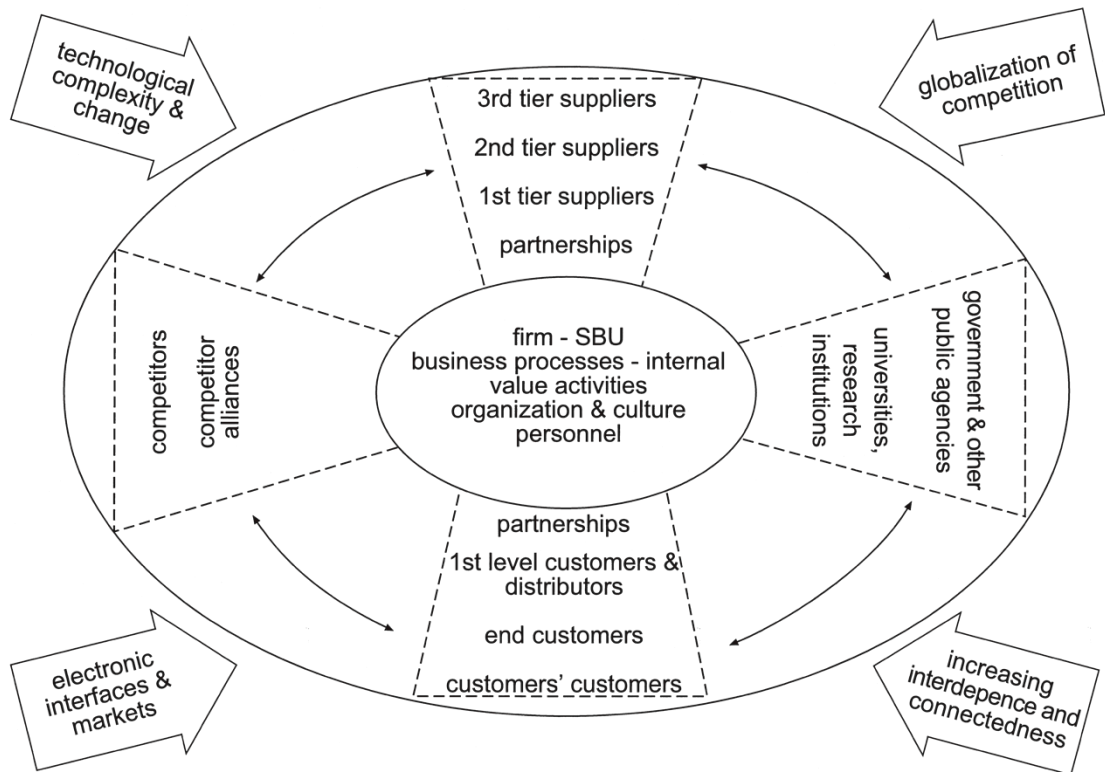 technological
complexity &
change
globalization of
competition
3rd tier suppliers
2nd tier suppliers
1st tier suppliers
partnerships
competitors
competitor
alliances
firm - SBU
business processes - internal
value activities
organization & culture
personnel
government & other
public agencies
universities,
research
institutions
partnerships
1st level customers &
distributors
end customers
customers’ customers
electronic
interfaces &
markets
increasing
interdepence and
connectedness